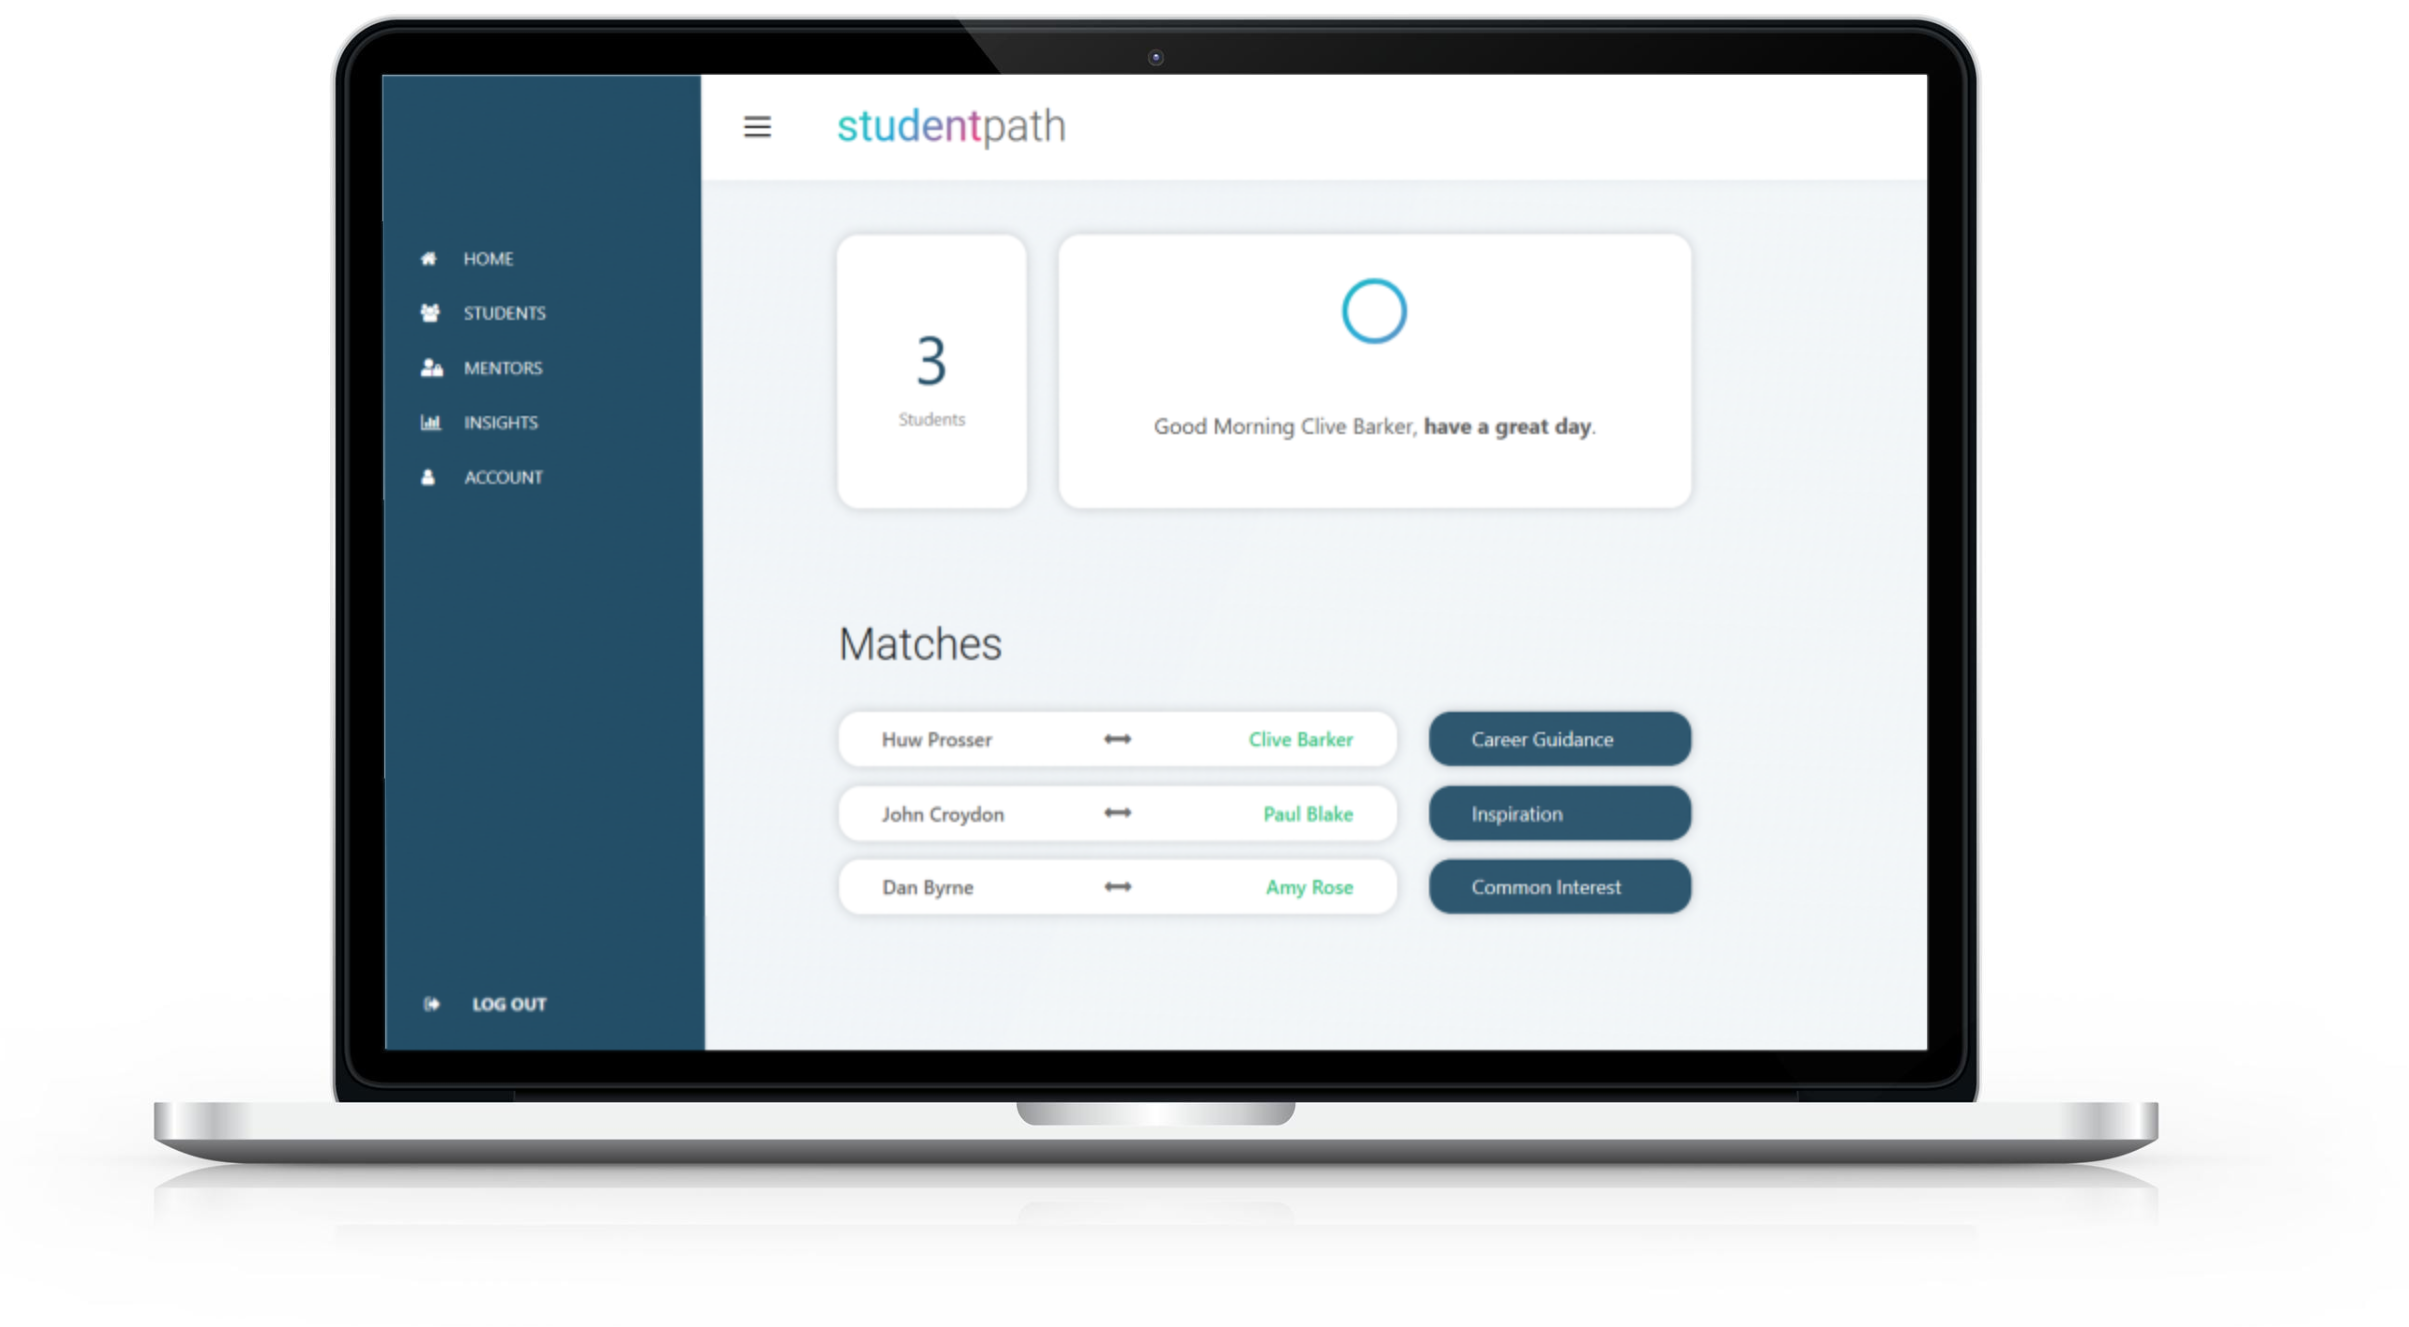 studentpath
HOME
STUDENTS
MENTORS
INSIGHTS
ACCOUNT
LOG OUT
3
Students
Good Morning Clive Barker, have a great day.
Matches
Huw Prosser Clive Barker Career Guidance
John Croydon Paul Blake Inspiration
Dan Byrne Amy Rose Common Interest